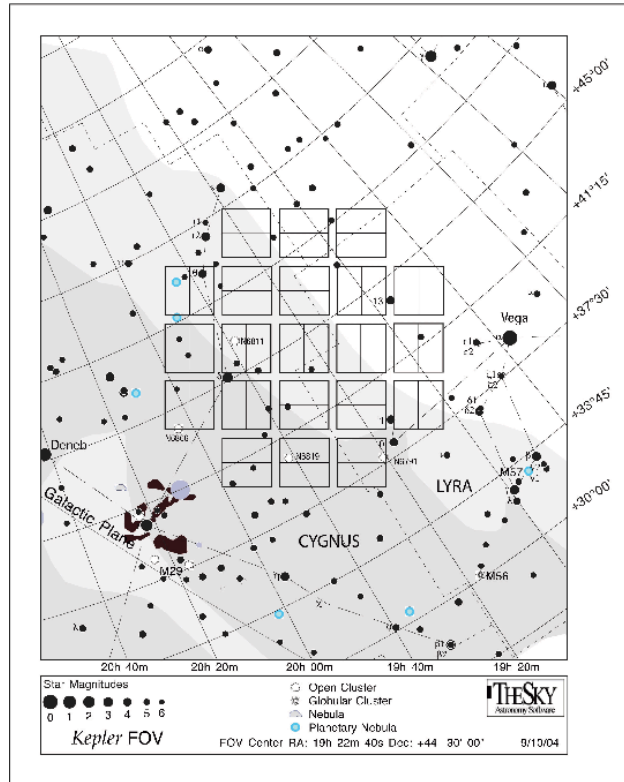 +45°00'
+41°15'
+37°30'
Vega
13
N6811
+33°45'
Deneb
N6866
N6819
N6791
M57
LYRA
+30°00'
Galactic Plane
CYGNUS
M29
M56
20h 40m 20h 20m 20h 00m 19h 40m 19h 20m
Star Magnitudes
0 1 2 3 4 5 6
Kepler FOV
Open Cluster
Globular Cluster
Nebula
Planetary Nebula
THESKY
Astronomy Software
FOV Center RA: 19h 22m 40s Dec: +44 30' 00" 9/10/04